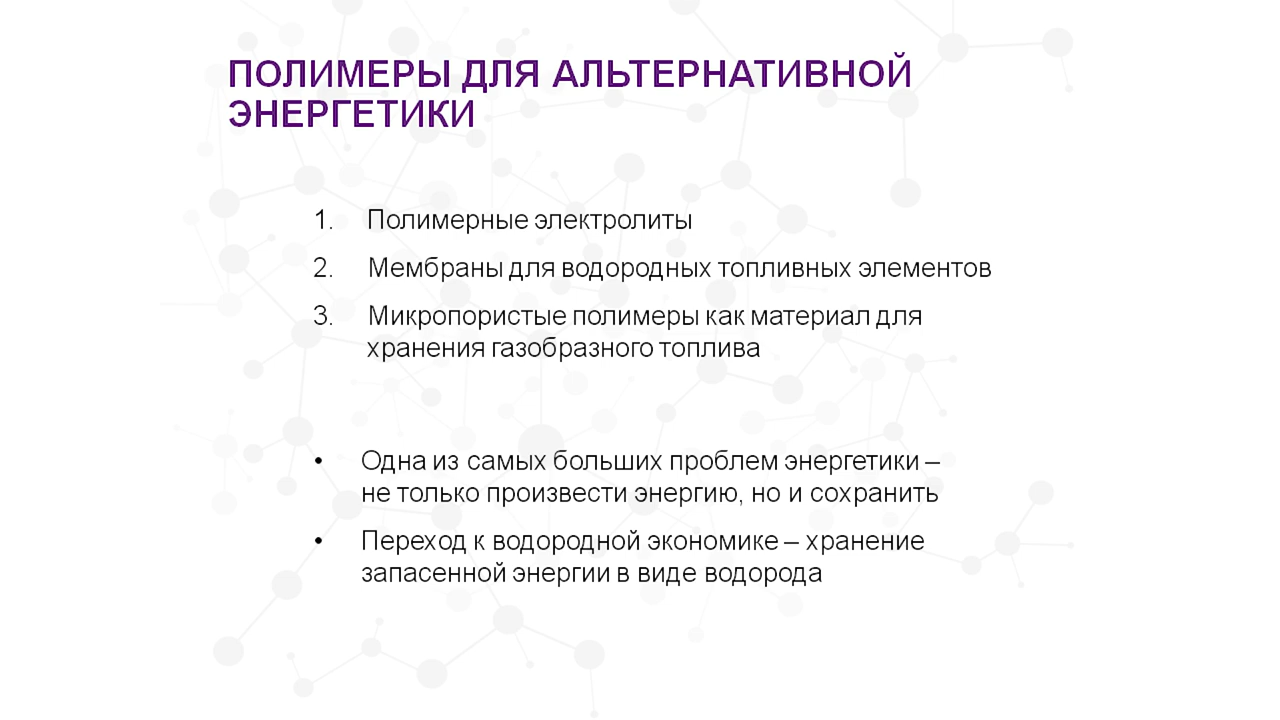 ПОЛИМЕРЫ ДЛЯ АЛЬТЕРНАТИВНОЙ
ЭНЕРГЕТИКИ
1. Полимерные электролиты
2. Мембраны для водородных топливных элементов
3. Микропористые полимеры как материал для
хранения газобразного топлива
• Одна из самых больших проблем энергетики –
не только произвести энергию, но и сохранить
• Переход к водородной экономике – хранение
запасенной энергии в виде водорода